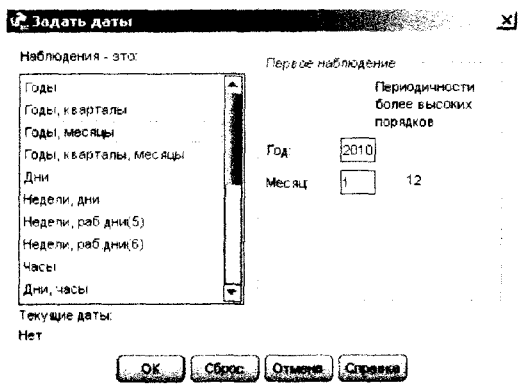 Задать даты
Наблюдения - это:
Годы
Годы, кварталы
Годы, месяцы
Годы, кварталы, месяцы
Дни
Недели, дни
Недели, раб.дни(5)
Недели, раб.дни(6)
Часы
Дни, часы
Текущие даты:
Нет
Первое наблюдение
Периодичности
более высоких
порядков
Год: 2010
Месяц: 1 12
ОК Сброс Отмена Справка